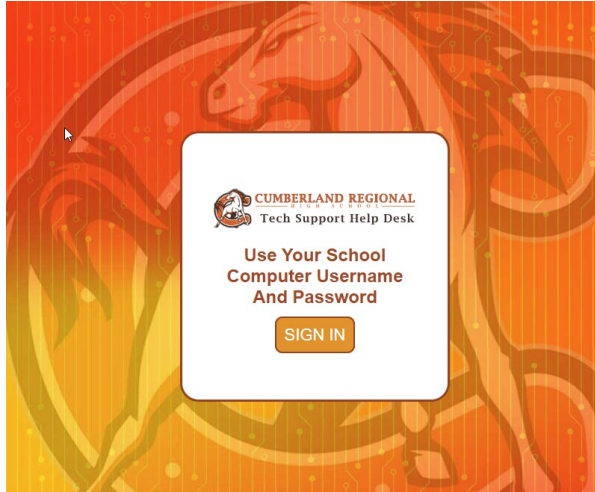 CUMBERLAND REGIONAL
HIGH SCHOOL
Tech Support Help Desk
Use Your School
Computer Username
And Password
SIGN IN